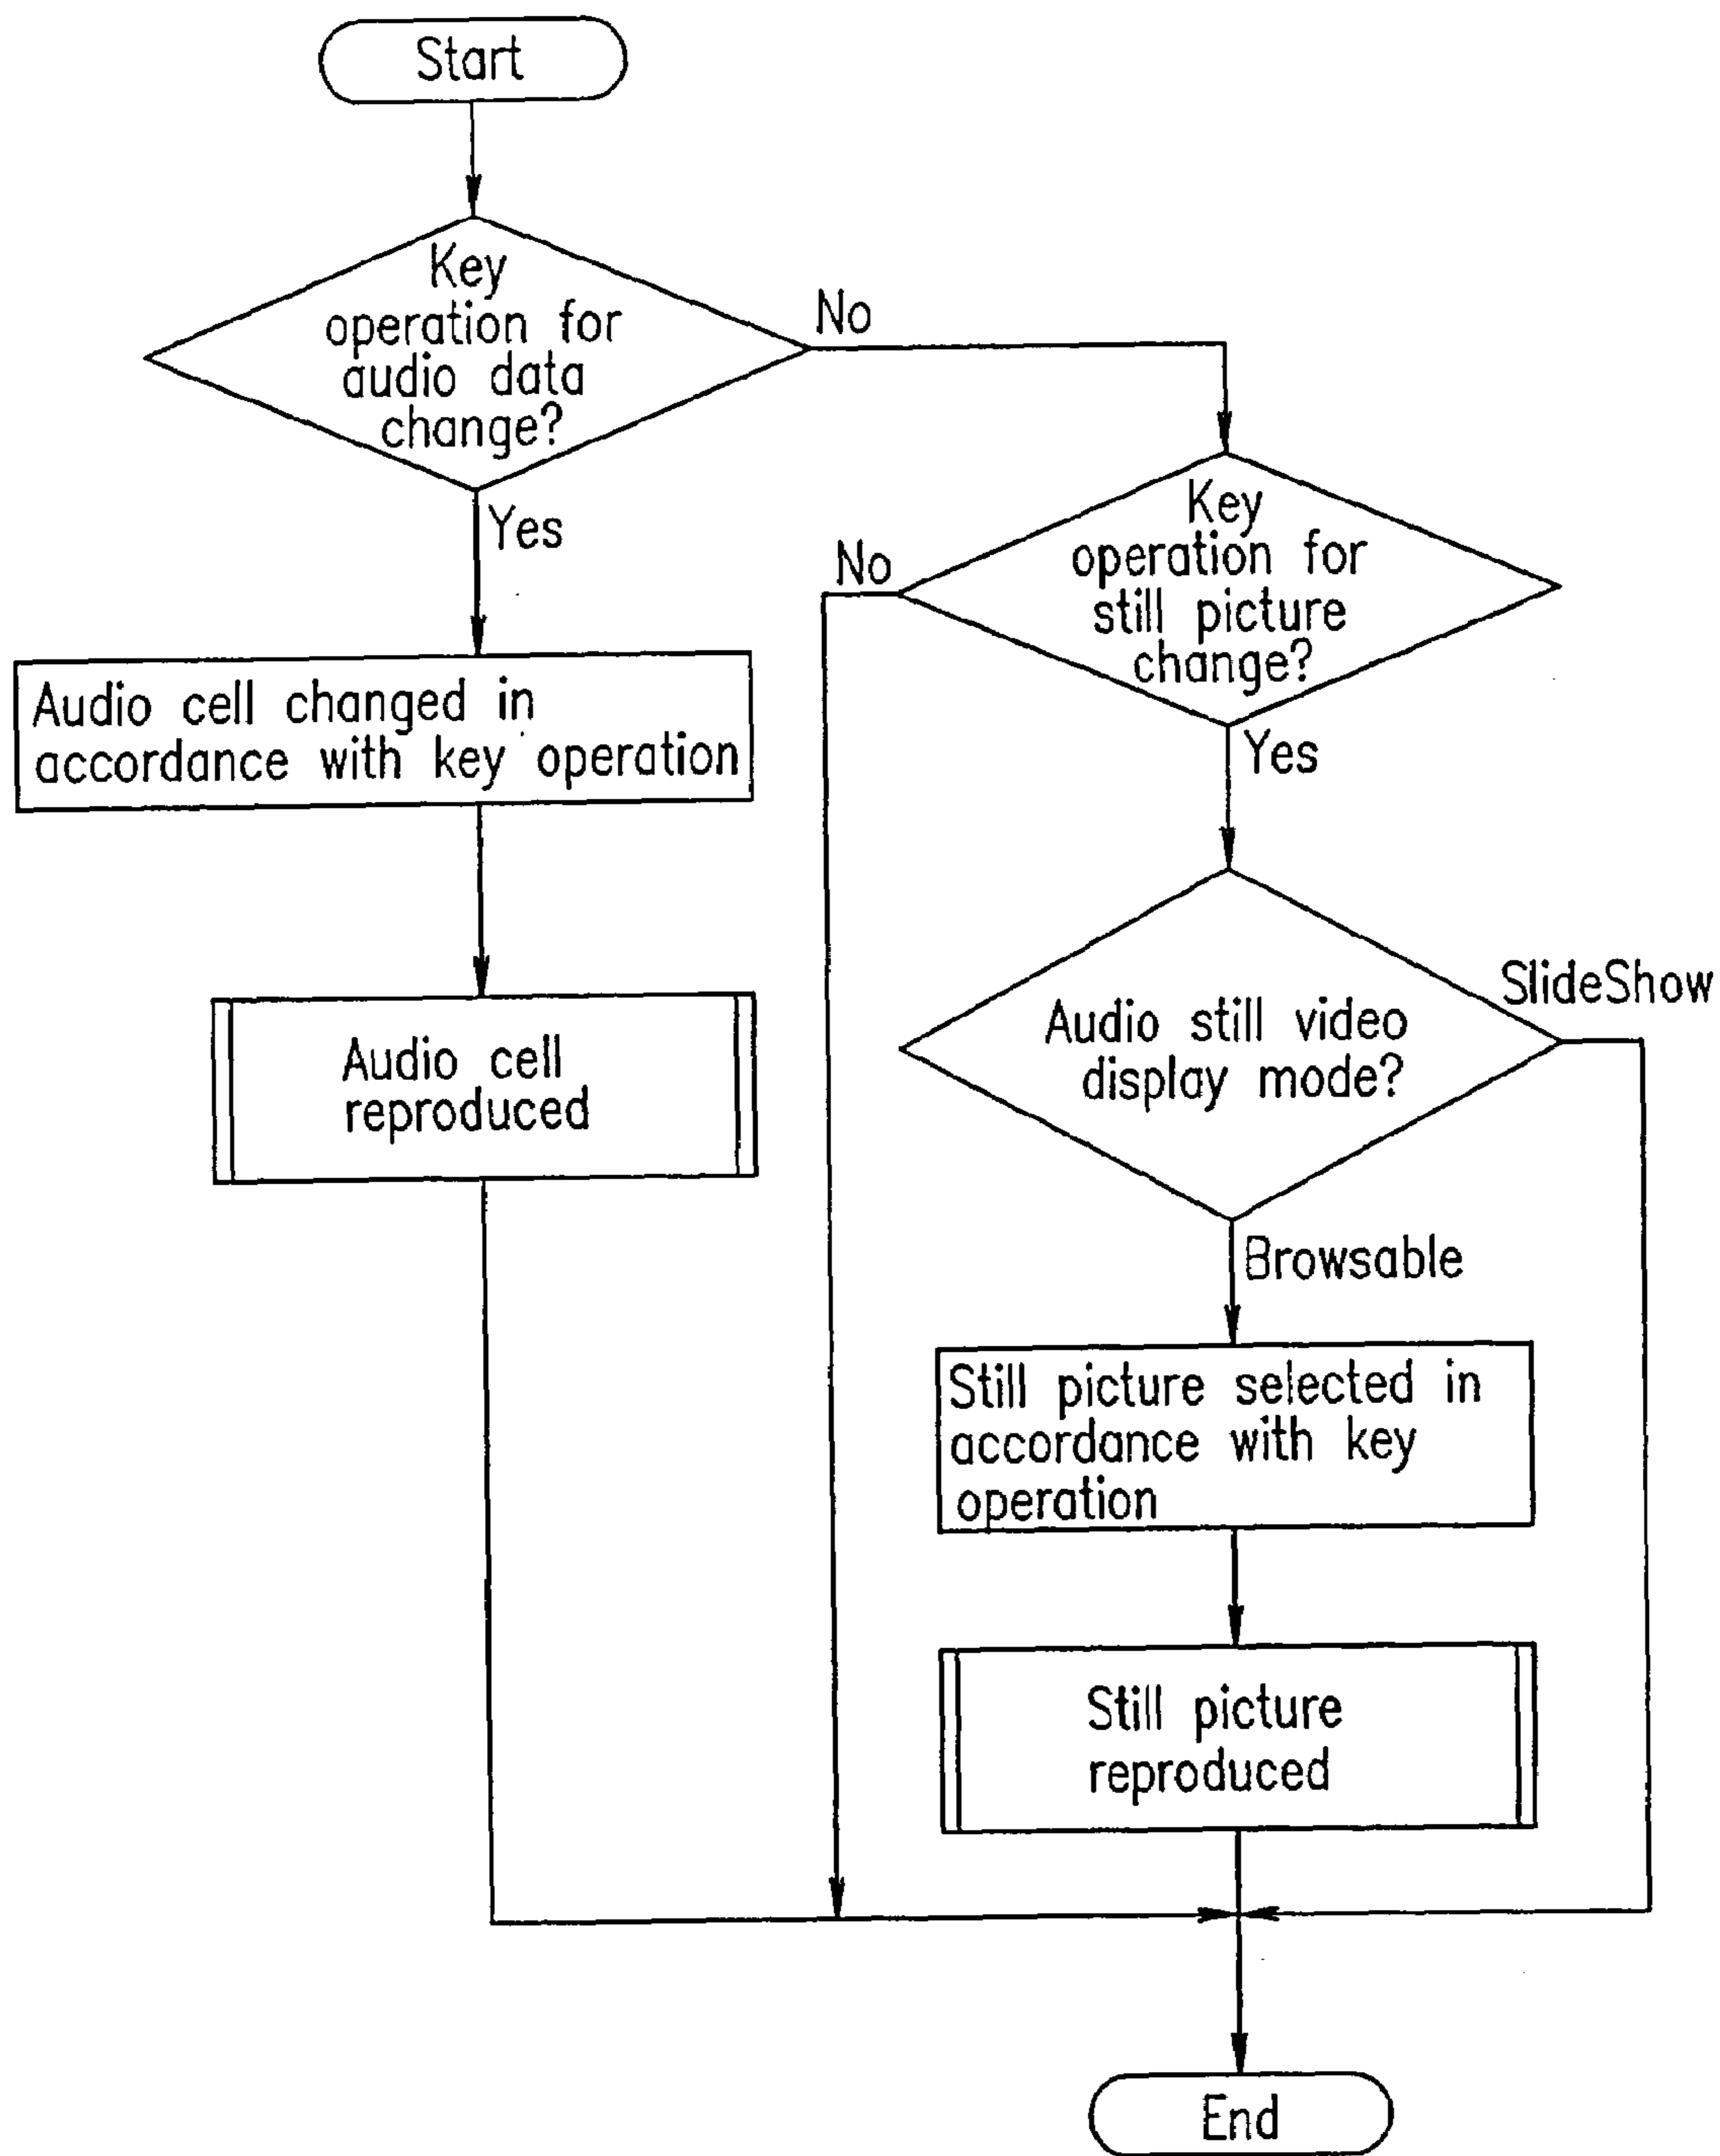 Start
Key
operation for
audio data
change?
No
Yes
Key
operation for
still picture
change?
No
Yes
Audio cell changed in
accordance with key operation
Audio cell
reproduced
Audio still video
display mode?
SlideShow
Browsable
Still picture selected in
accordance with key
operation
Still picture
reproduced
End